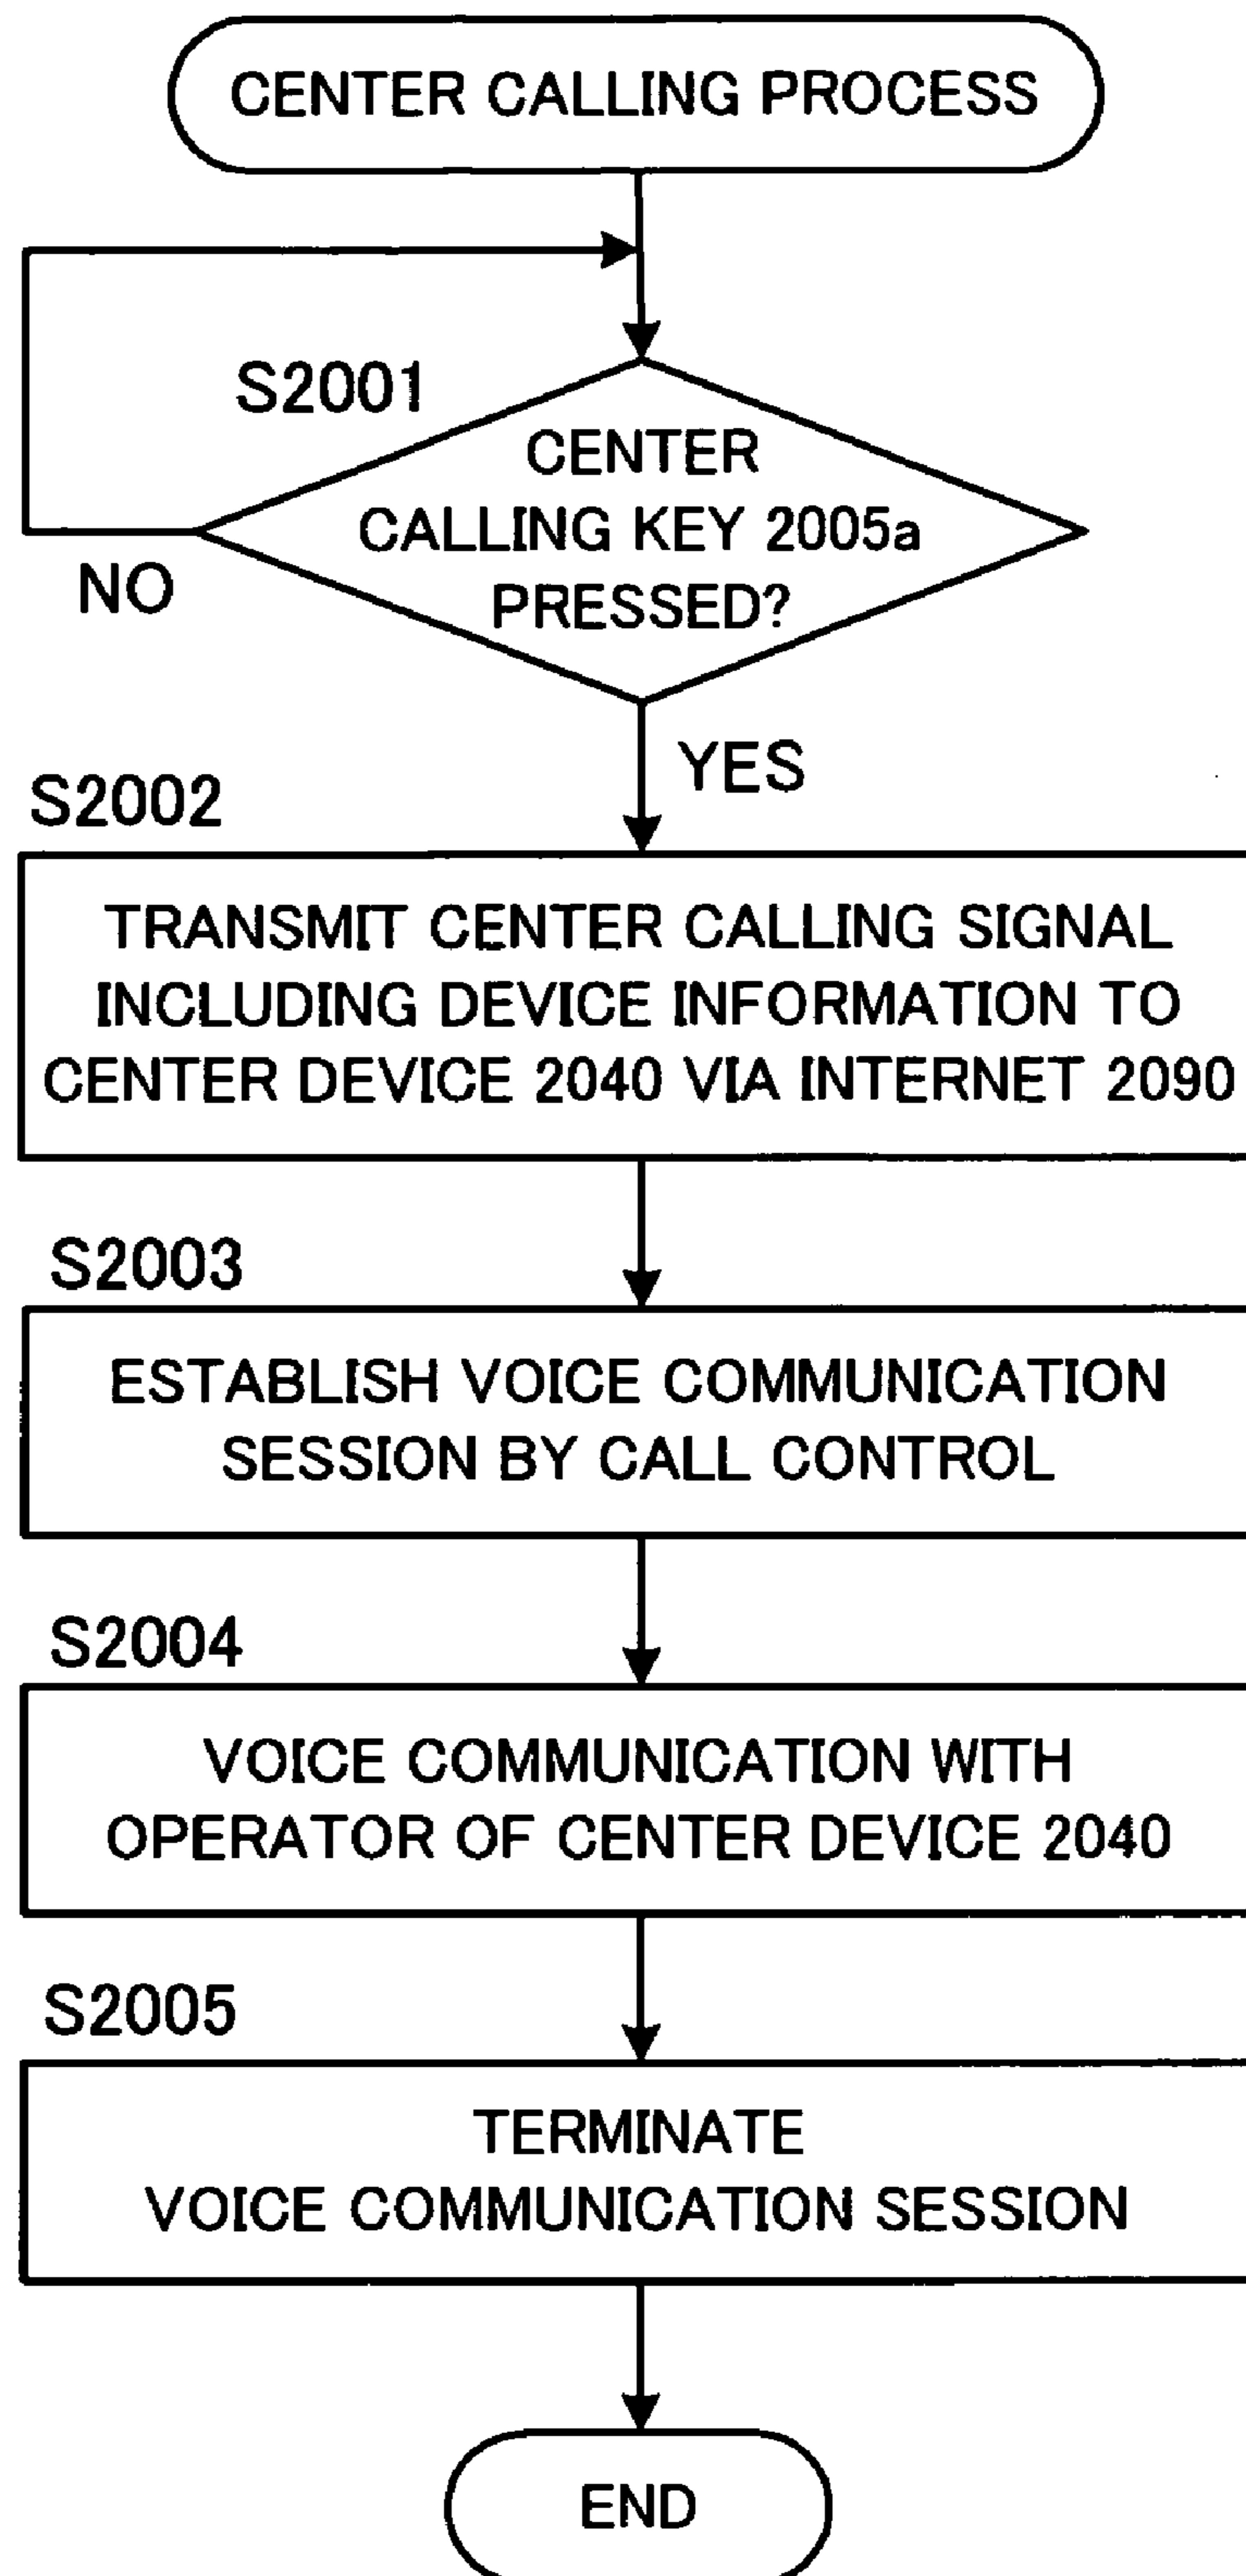 CENTER CALLING PROCESS
S2001
CENTER
CALLING KEY 2005a
PRESSED?
NO
YES
S2002
TRANSMIT CENTER CALLING SIGNAL
INCLUDING DEVICE INFORMATION TO
CENTER DEVICE 2040 VIA INTERNET 2090
S2003
ESTABLISH VOICE COMMUNICATION
SESSION BY CALL CONTROL
S2004
VOICE COMMUNICATION WITH
OPERATOR OF CENTER DEVICE 2040
S2005
TERMINATE
VOICE COMMUNICATION SESSION
END